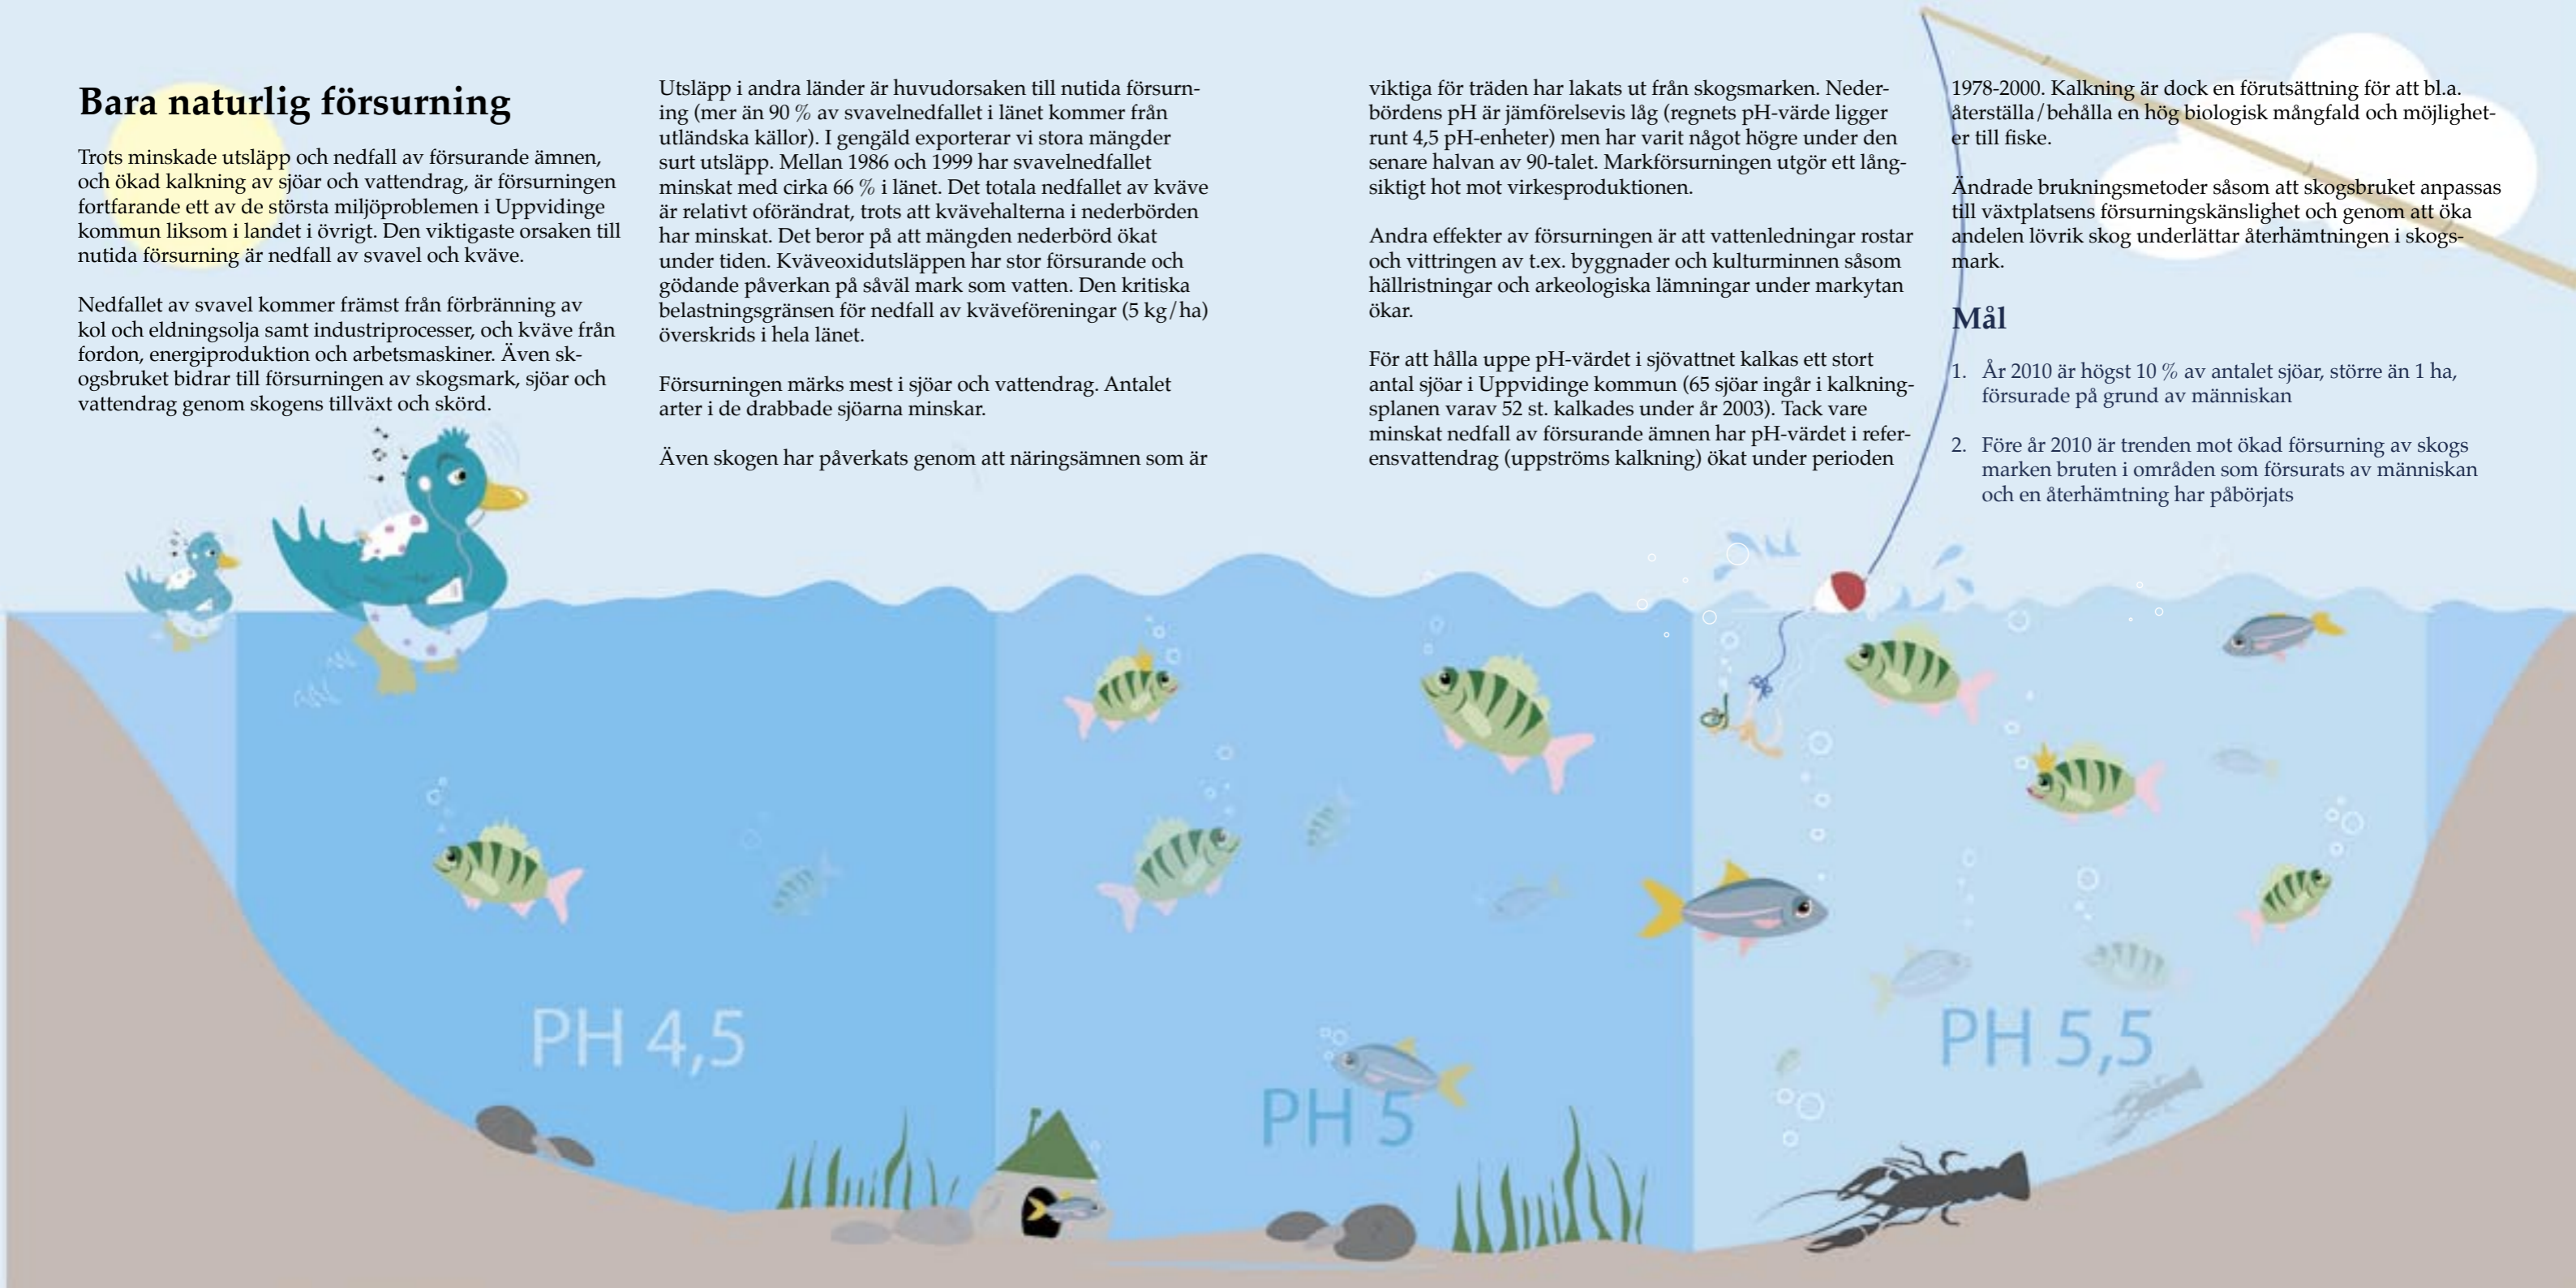 Bara naturlig försurning
Trots minskade utsläpp och nedfall av försurande ämnen,
och ökad kalkning av sjöar och vattendrag, är försurningen
fortfarande ett av de största miljöproblemen i Uppvidinge
kommun liksom i landet i övrigt. Den viktigaste orsaken till
nutida försurning är nedfall av svavel och kväve.
Nedfallet av svavel kommer främst från förbränning av
kol och eldningsolja samt industriprocesser, och kväve från
fordon, energiproduktion och arbetsmaskiner. Även sk-
ogsbruket bidrar till försurningen av skogsmark, sjöar och
vattendrag genom skogens tillväxt och skörd.
Utsläpp i andra länder är huvudorsaken till nutida försurn-
ing (mer än 90 % av svavelnedfallet i länet kommer från
utländska källor). I gengäld exporterar vi stora mängder
surt utsläpp. Mellan 1986 och 1999 har svavelnedfallet
minskat med cirka 66 % i länet. Det totala nedfallet av kväve
är relativt oförändrat, trots att kvävehalterna i nederbörden
har minskat. Det beror på att mängden nederbörd ökat
under tiden. Kväveoxidutsläppen har stor försurande och
gödande påverkan på såväl mark som vatten. Den kritiska
belastningsgränsen för nedfall av kväveföreningar (5 kg/ha)
överskrids i hela länet.
Försurningen märks mest i sjöar och vattendrag. Antalet
arter i de drabbade sjöarna minskar.
Även skogen har påverkats genom att näringsämnen som är
viktiga för träden har lakats ut från skogsmarken. Neder-
bördens pH är jämförelsevis låg (regnets pH-värde ligger
runt 4,5 pH-enheter) men har varit något högre under den
senare halvan av 90-talet. Markförsurningen utgör ett lång-
siktigt hot mot virkesproduktionen.
Andra effekter av försurningen är att vattenledningar rostar
och vittringen av t.ex. byggnader och kulturminnen såsom
hällristningar och arkeologiska lämningar under markytan
ökar.
För att hålla uppe pH-värdet i sjövattnet kalkas ett stort
antal sjöar i Uppvidinge kommun (65 sjöar ingår i kalkning-
splanen varav 52 st. kalkades under år 2003). Tack vare
minskat nedfall av försurande ämnen har pH-värdet i refer-
ensvattendrag (uppströms kalkning) ökat under perioden
1978-2000. Kalkning är dock en förutsättning för att bl.a.
återställa/behålla en hög biologisk mångfald och möjlighet-
er till fiske.
Ändrade brukningsmetoder såsom att skogsbruket anpassas
till växtplatsens försurningskänslighet och genom att öka
andelen lövrik skog underlättar återhämtningen i skogs-
mark.
Mål
1. År 2010 är högst 10 % av antalet sjöar, större än 1 ha,
försurade på grund av människan
2. Före år 2010 är trenden mot ökad försurning av skogs
marken bruten i områden som försurats av människan
och en återhämtning har påbörjats
PH 4,5
PH 5
PH 5,5